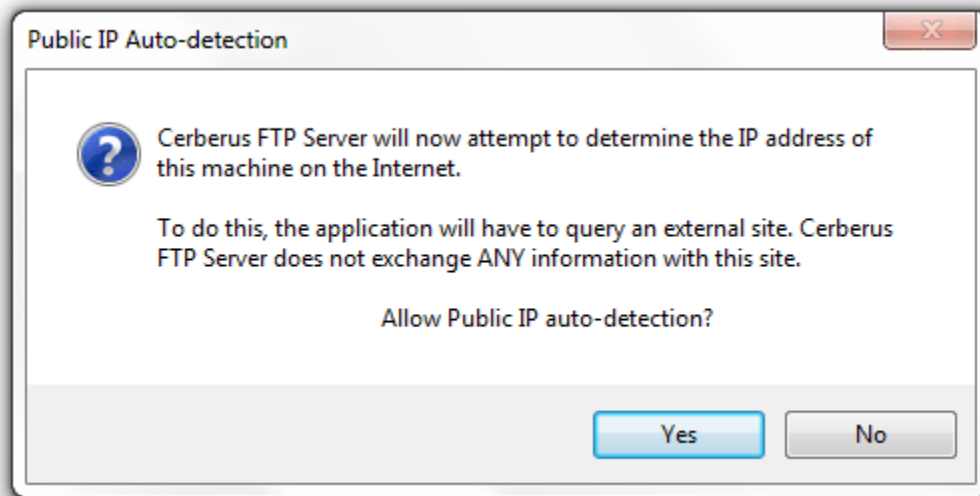 Public IP Auto-detection
Cerberus FTP Server will now attempt to determine the IP address of
this machine on the Internet.
To do this, the application will have to query an external site. Cerberus
FTP Server does not exchange ANY information with this site.
Allow Public IP auto-detection?
Yes
No